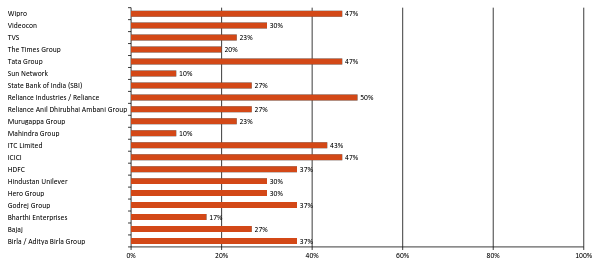 Wipro 47%
Videocon 30%
TVS 23%
The Times Group 20%
Tata Group 47%
Sun Network 10%
State Bank of India (SBI) 27%
Reliance Industries / Reliance 50%
Reliance Anil Dhirubhai Ambani Group 27%
Murugappa Group 23%
Mahindra Group 10%
ITC Limited 43%
ICICI 47%
HDFC 37%
Hindustan Unilever 30%
Hero Group 30%
Godrej Group 37%
Bharthi Enterprises 17%
Bajaj 27%
Birla / Aditya Birla Group 37%
0% 20% 40% 60% 80% 100%